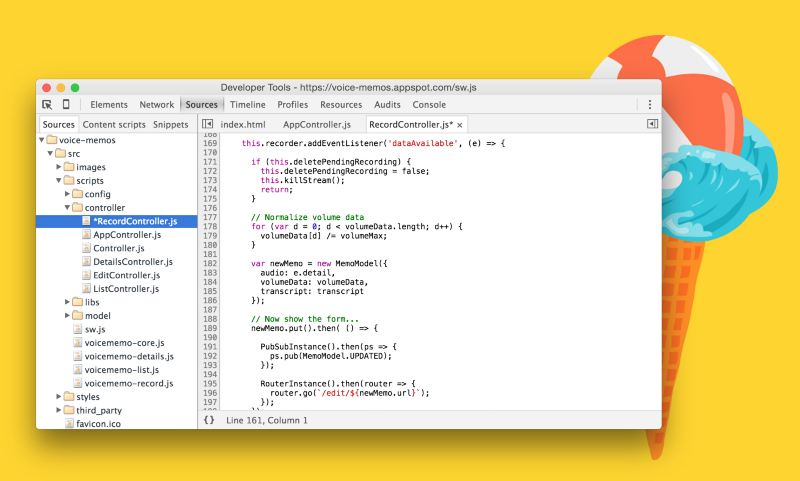 Developer Tools - https://voice-memos.appspot.com/sw.js
Elements Network Sources Timeline Profiles Resources Audits Console
Sources Content scripts Snippets
index.html AppController.js RecordController.js* ×
voice-memos
src
images
scripts
config
controller
*RecordController.js
AppController.js
Controller.js
DetailsController.js
EditController.js
ListController.js
libs
model
sw.js
voicememo-core.js
voicememo-details.js
voicememo-list.js
voicememo-record.js
styles
third_party
favicon.ico
168
169 this.recorder.addEventListener('dataAvailable', (e) => {
170
171 if (this.deletePendingRecording) {
172 this.deletePendingRecording = false;
173 this.killStream();
174 return;
175 }
176
177 // Normalize volume data
178 for (var d = 0; d < volumeData.length; d++) {
179 volumeData[d] /= volumeMax;
180 }
181
182 var newMemo = new MemoModel({
183 audio: e.detail,
184 volumeData: volumeData,
185 transcript: transcript
186 });
187
188 // Now show the form...
189 newMemo.put().then( () => {
190
191 PubSubInstance().then(ps => {
192 ps.pub(MemoModel.UPDATED);
193 });
194
195 RouterInstance().then(router => {
196 router.go(`/edit/${newMemo.url}`);
197 });
198 });
{} Line 161, Column 1